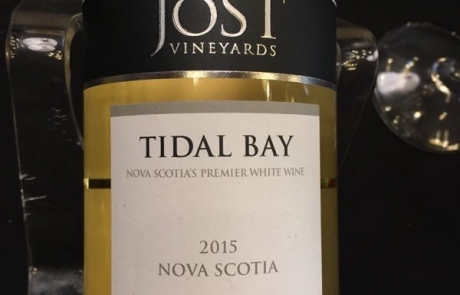 JOST
VINEYARDS
TIDAL BAY
NOVA SCOTIA'S PREMIER WHITE WINE
2015
NOVA SCOTIA